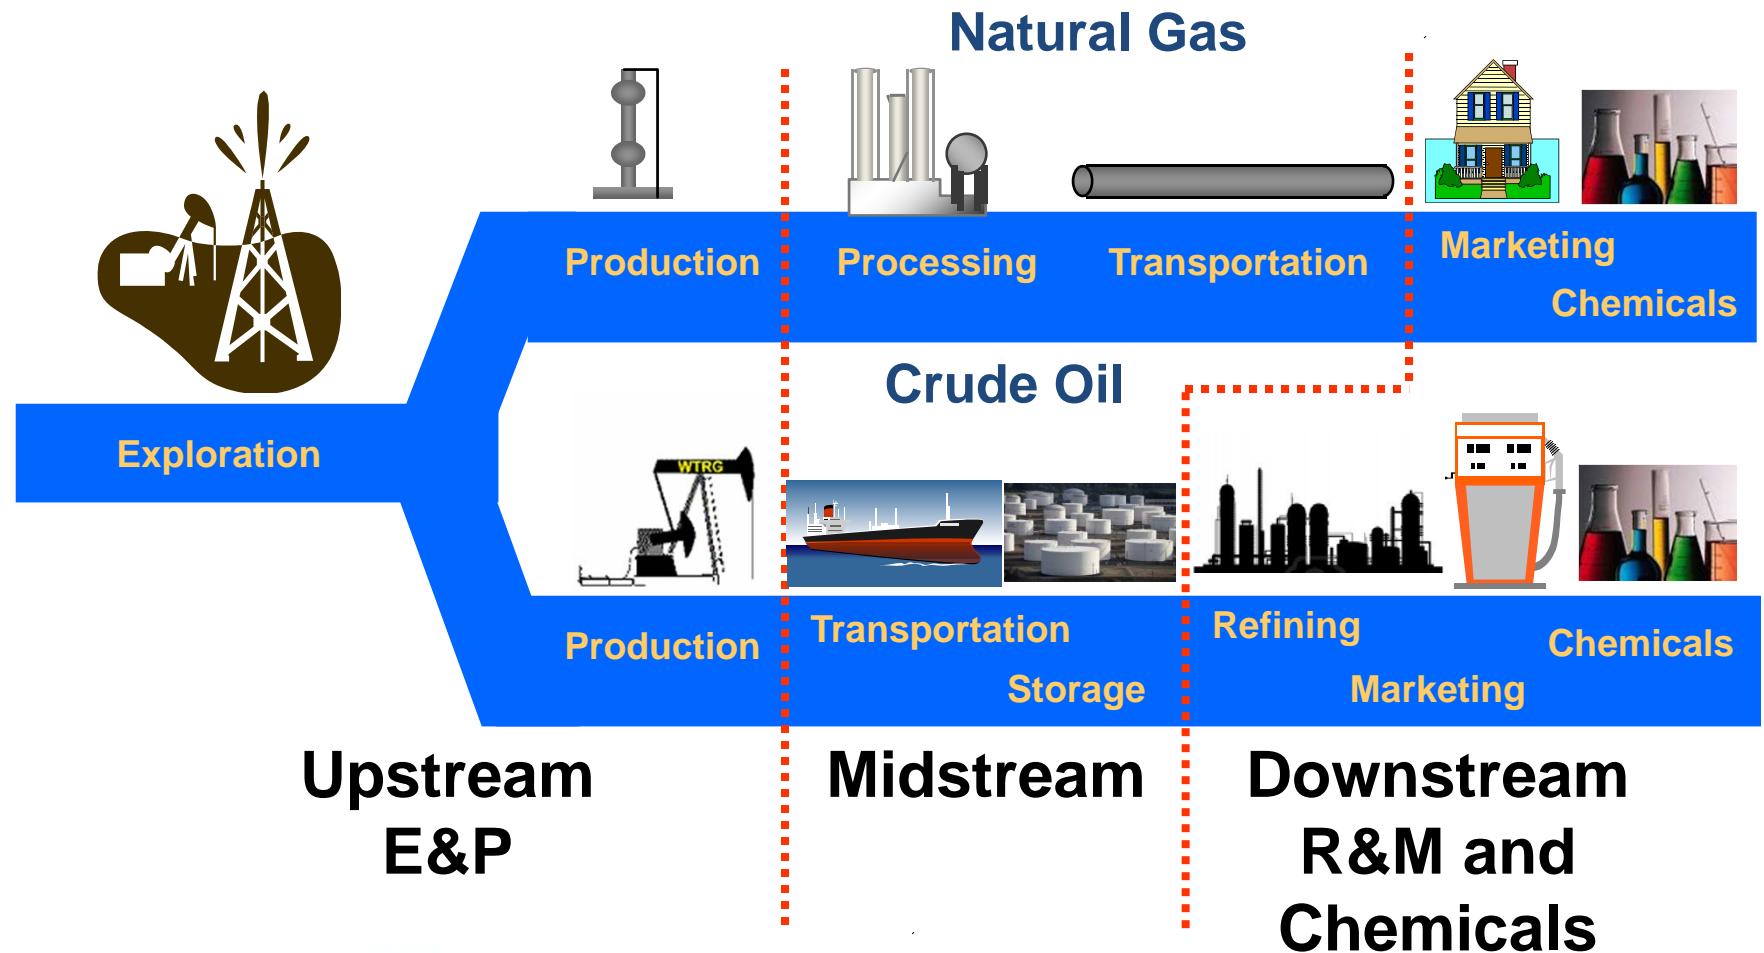 Natural Gas
Production
Processing
Transportation
Marketing
Chemicals
Crude Oil
Exploration
WTRG
Production
Transportation
Storage
Refining
Marketing
Chemicals
Upstream
E&P
Midstream
Downstream
R&M and
Chemicals